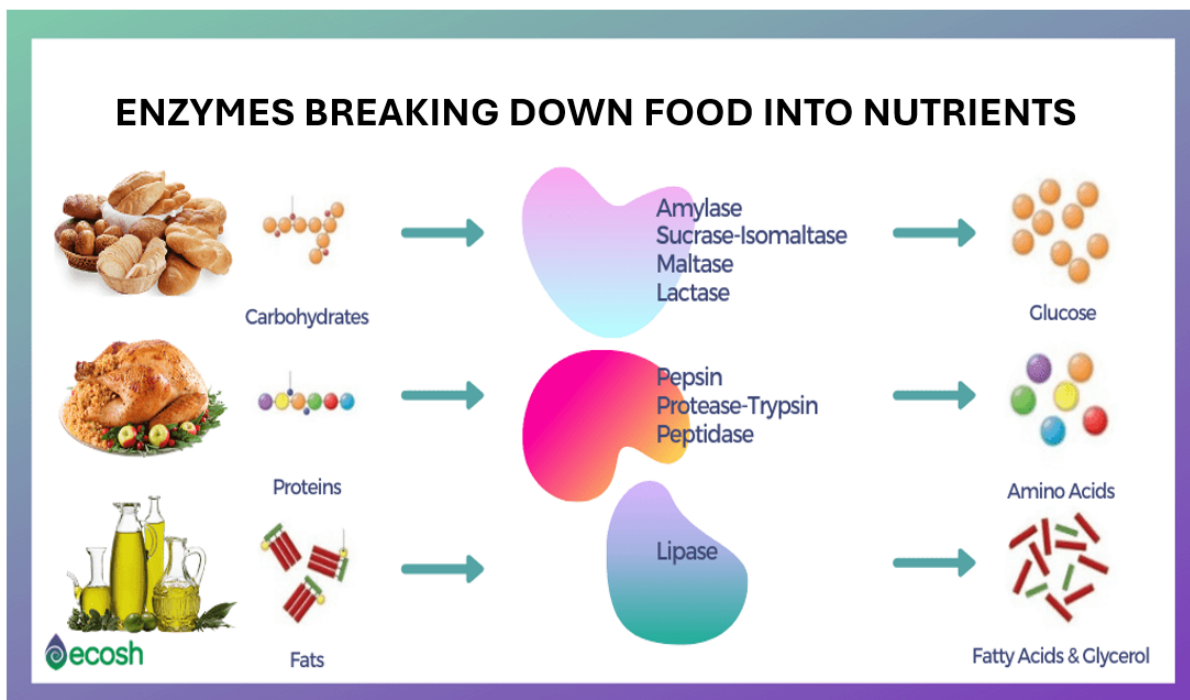 ENZYMES BREAKING DOWN FOOD INTO NUTRIENTS
Carbohydrates
Amylase
Sucrase-Isomaltase
Maltase
Lactase
Glucose
Proteins
Pepsin
Protease-Trypsin
Peptidase
Amino Acids
Fats
Lipase
Fatty Acids & Glycerol
ecosh